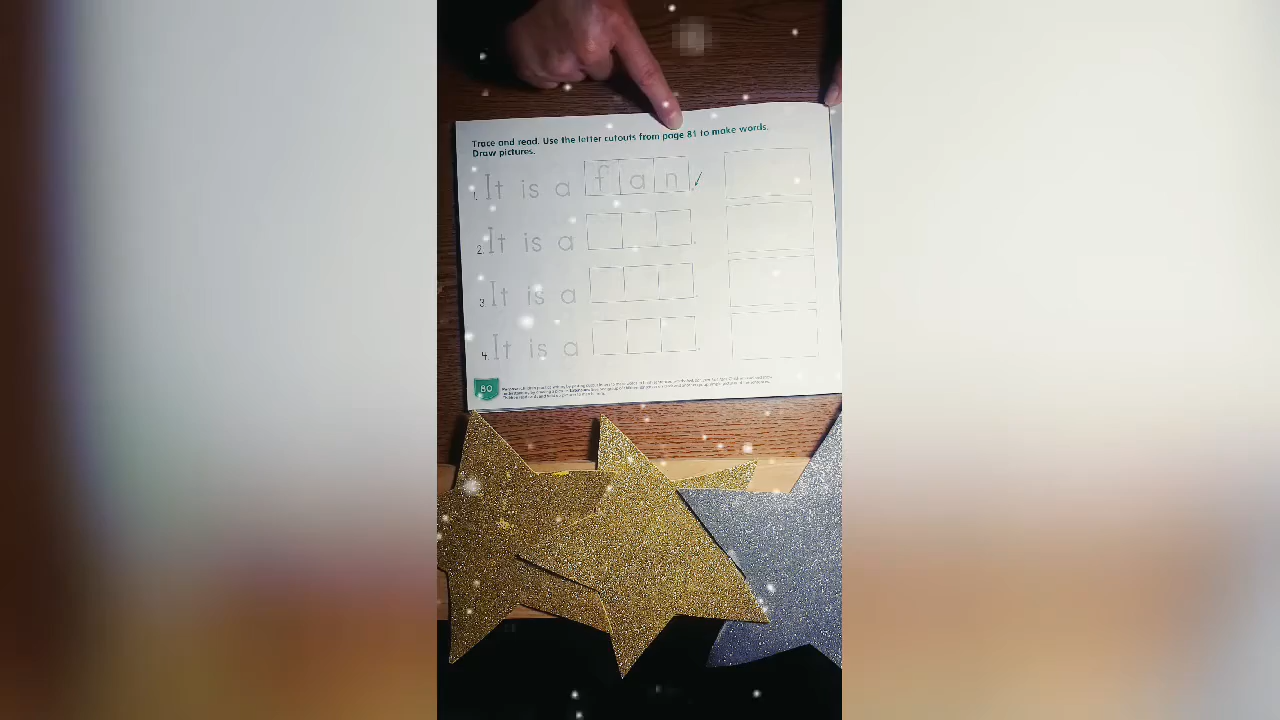 Trace and read. Use the letter cutouts from page 81 to make words.
Draw pictures.
1. It is a fan.
2. It is a
3. It is a
4. It is a
80